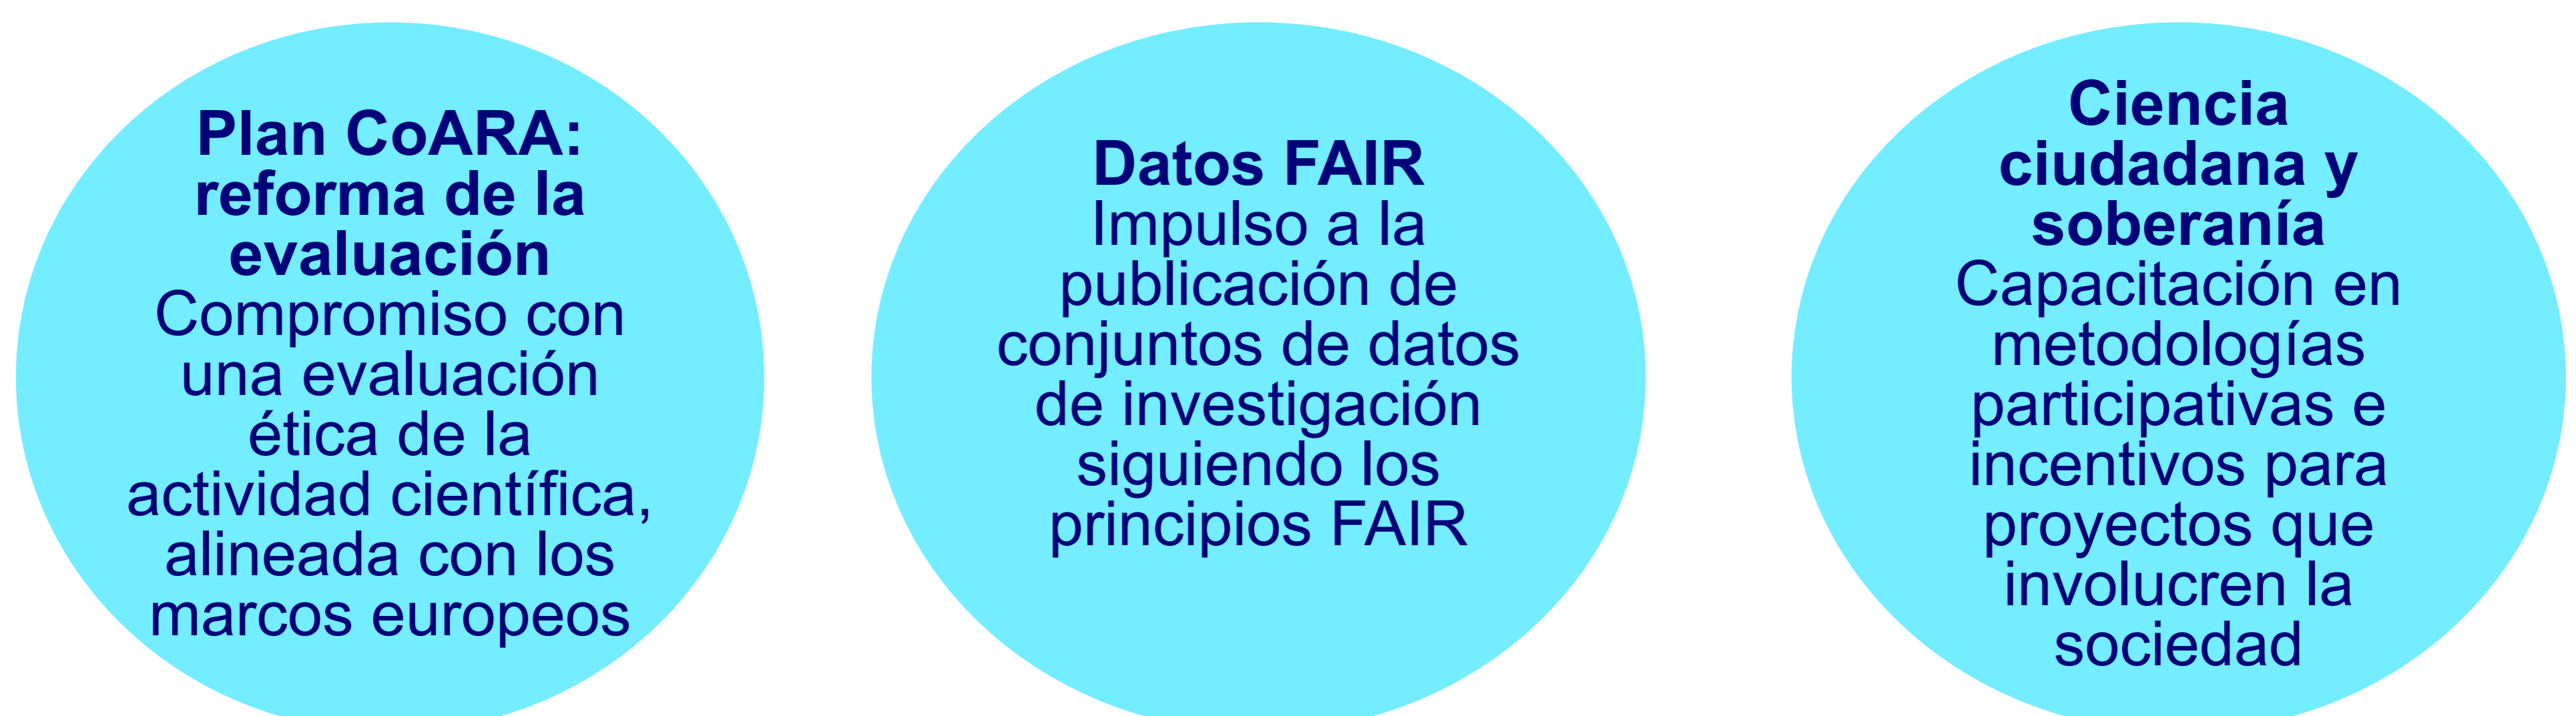 Plan CoARA:
reforma de la
evaluación
Compromiso con
una evaluación
ética de la
actividad científica,
alineada con los
marcos europeos
Datos FAIR
Impulso a la
publicación de
conjuntos de datos
de investigación
siguiendo los
principios FAIR
Ciencia
ciudadana y
soberanía
Capacitación en
metodologías
participativas e
incentivos para
proyectos que
involucren la
sociedad